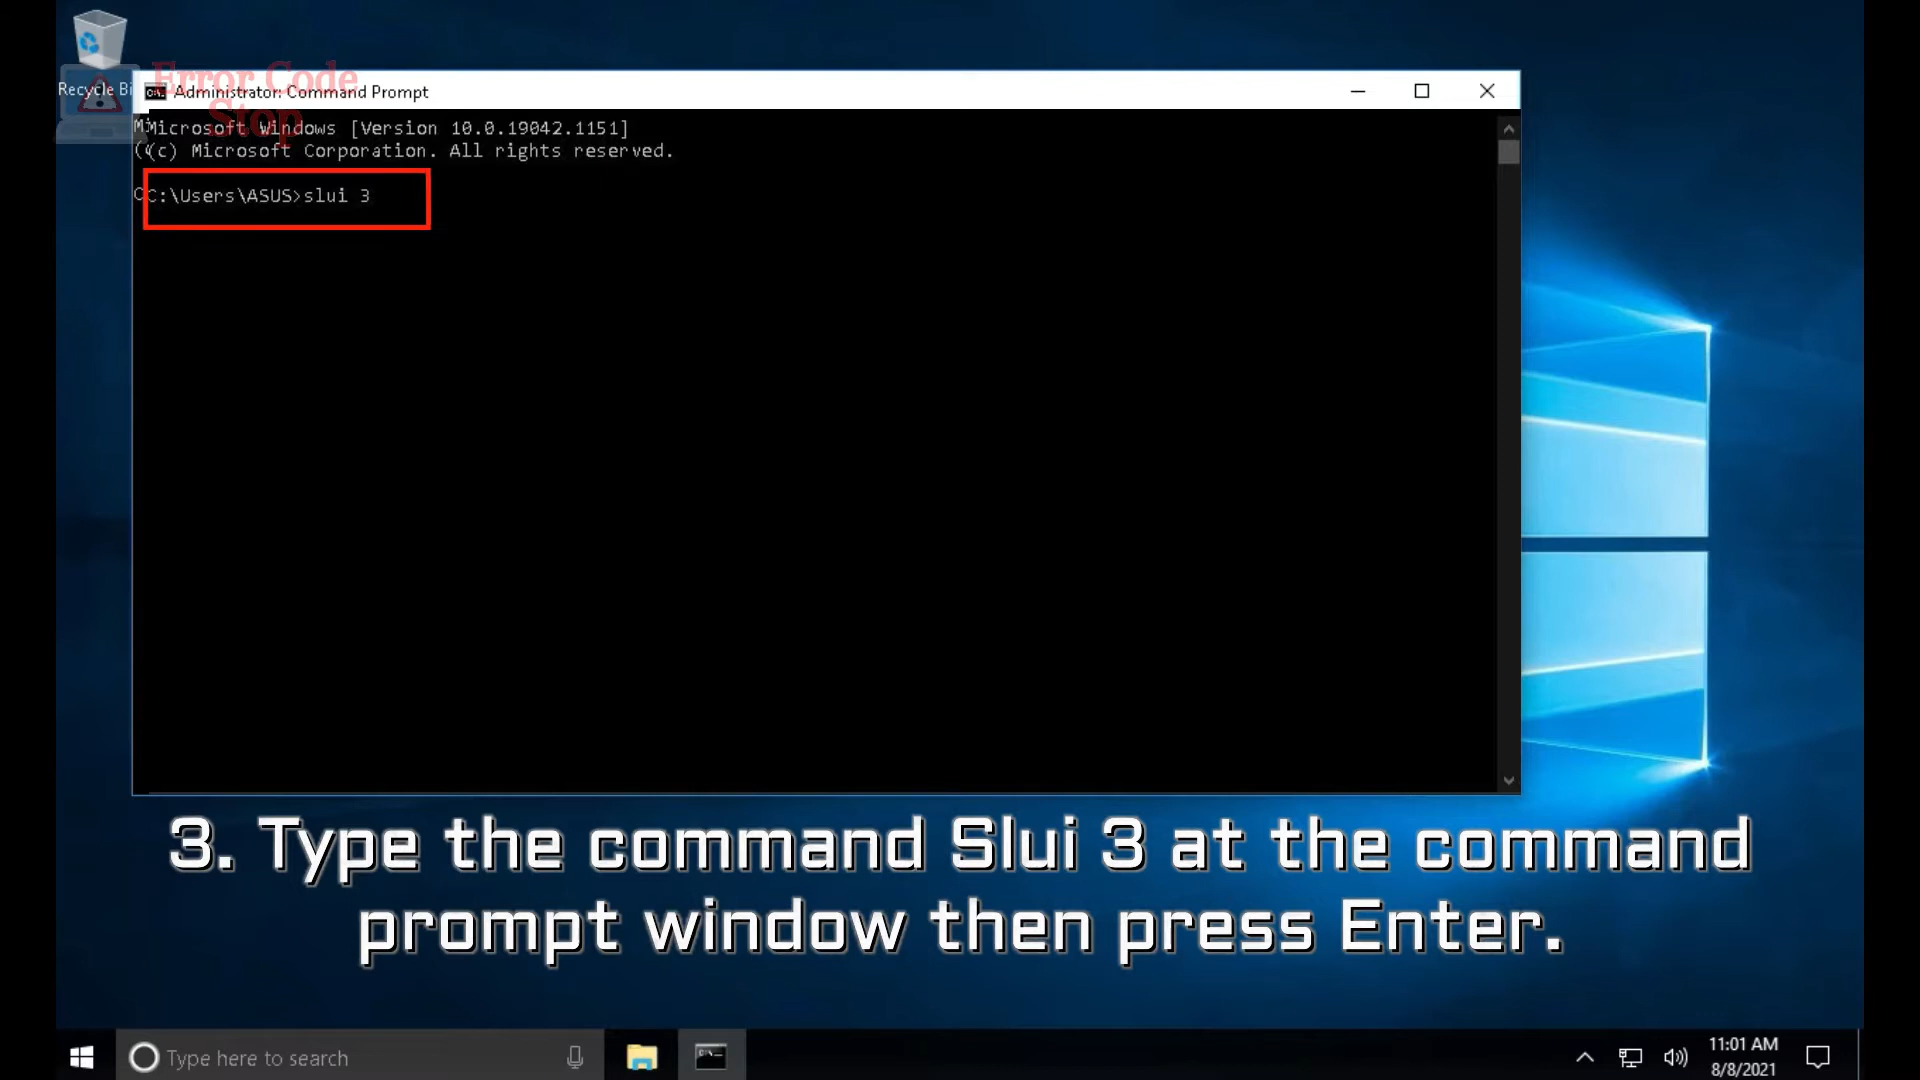 Recycle Bi
Error Code
Stop
Administrator: Command Prompt
Microsoft Windows [Version 10.0.19042.1151]
(c) Microsoft Corporation. All rights reserved.
C:\Users\ASUS>slui 3
3. Type the command Slui 3 at the command
prompt window then press Enter.
Type here to search
11:01 AM
8/8/2021